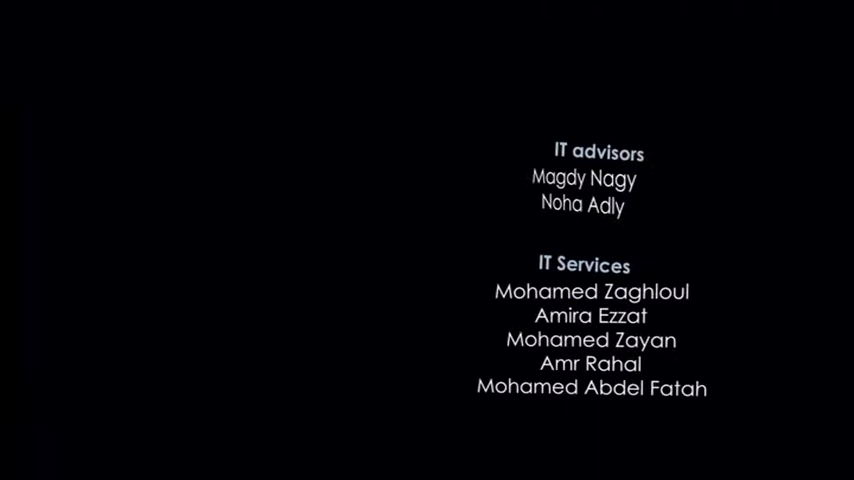 IT advisors
Magdy Nagy
Noha Adly
IT Services
Mohamed Zaghloul
Amira Ezzat
Mohamed Zayan
Amr Rahal
Mohamed Abdel Fatah